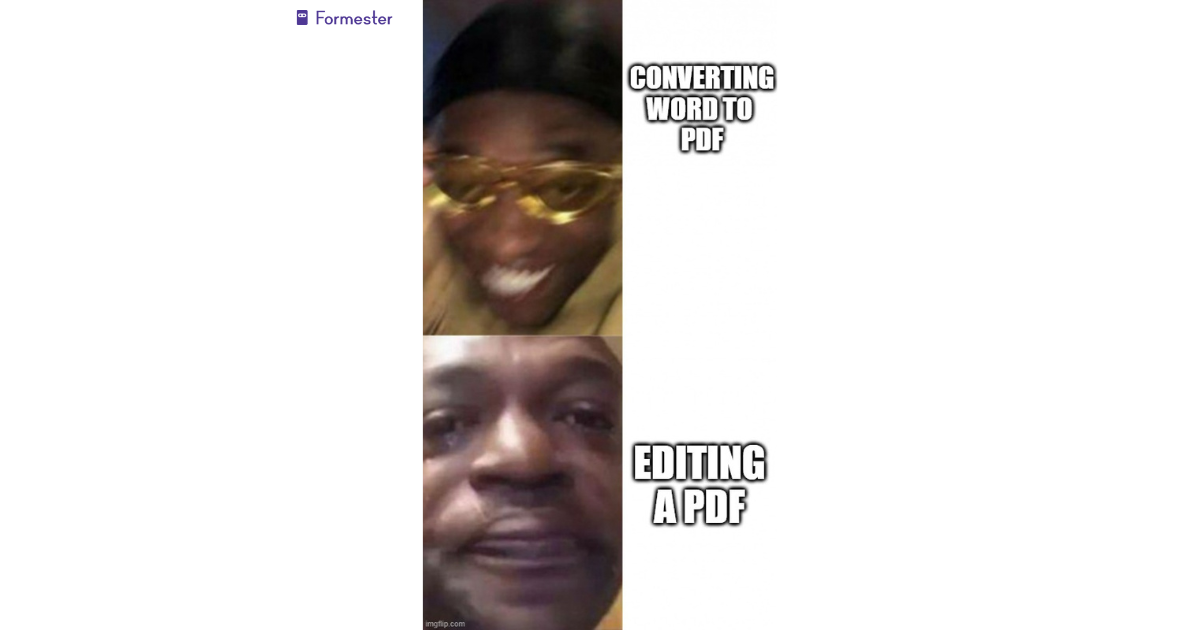 Formester
CONVERTING
WORD TO
PDF
EDITING
A PDF
imgflip.com